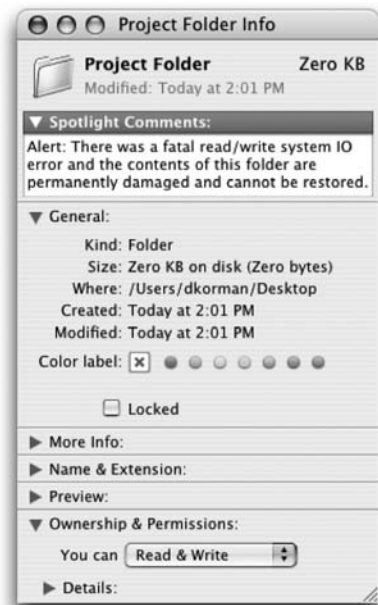 Project Folder Info
Project Folder Zero KB
Modified: Today at 2:01 PM
Spotlight Comments:
Alert: There was a fatal read/write system IO
error and the contents of this folder are
permanently damaged and cannot be restored.
General:
Kind: Folder
Size: Zero KB on disk (Zero bytes)
Where: /Users/dkorman/Desktop
Created: Today at 2:01 PM
Modified: Today at 2:01 PM
Color label:
Locked
More Info:
Name & Extension:
Preview:
Ownership & Permissions:
You can Read & Write
Details: